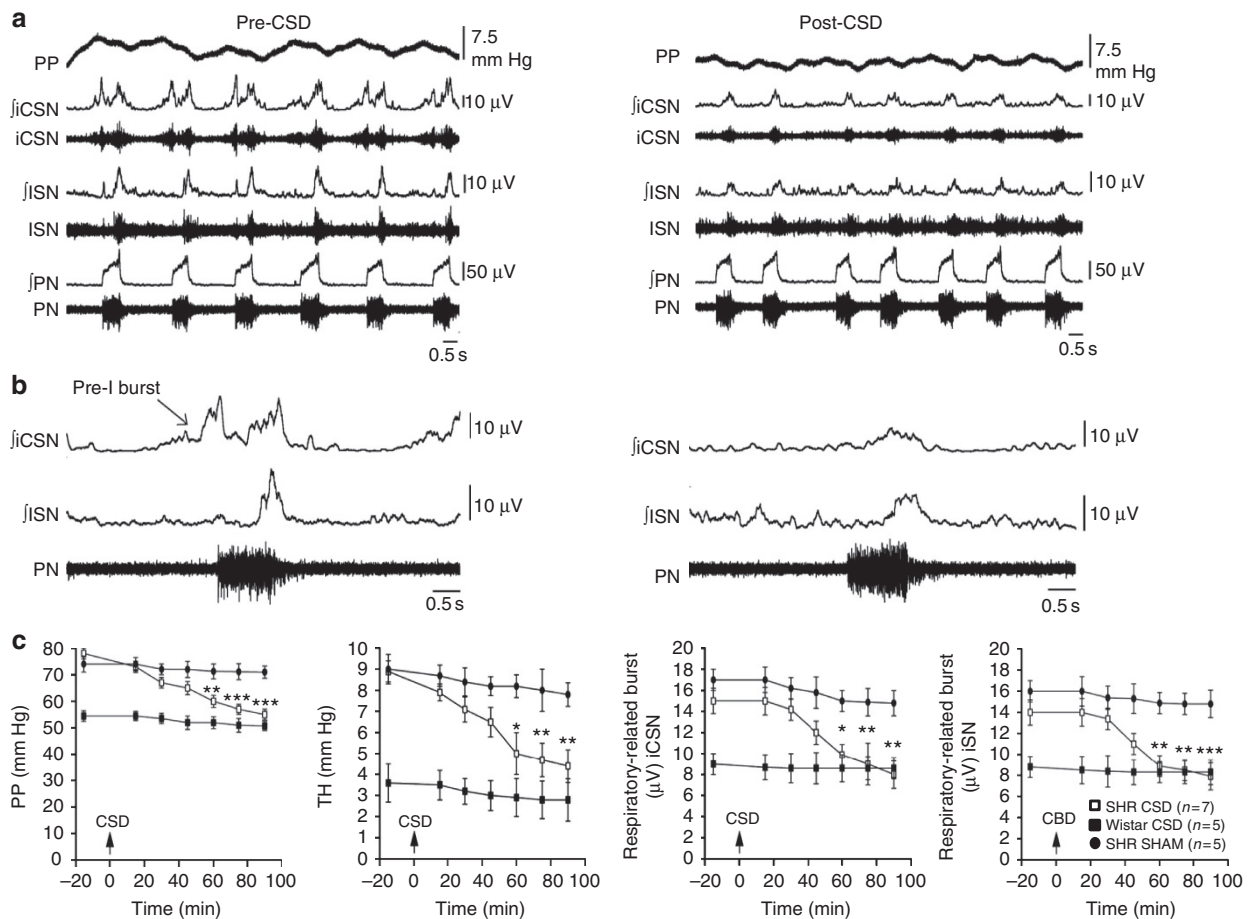 a
Pre-CSD
Post-CSD
PP
7.5
mm Hg
∫iCSN
10 µV
iCSN
∫ISN
10 µV
ISN
∫PN
50 µV
PN
0.5 s
PP
7.5
mm Hg
∫iCSN
10 µV
iCSN
∫ISN
10 µV
ISN
∫PN
50 µV
PN
0.5 s
b
Pre-I burst
∫iCSN
10 µV
∫ISN
10 µV
PN
0.5 s
∫iCSN
10 µV
∫ISN
10 µV
PN
0.5 s
c
PP (mm Hg)
80
70
60
50
40
30
20
10
0
** *** ***
CSD
–20 0 20 40 60 80 100
Time (min)
TH (mm Hg)
10
9
8
7
6
5
4
3
2
1
0
* ** **
CSD
–20 0 20 40 60 80 100
Time (min)
Respiratory-related burst
(µV) iCSN
20
18
16
14
12
10
8
6
4
2
0
* ** **
CSD
–20 0 20 40 60 80 100
Time (min)
Respiratory-related burst
(µV) iSN
20
18
16
14
12
10
8
6
4
2
0
** ** ***
CBD
SHR CSD (n=7)
Wistar CSD (n=5)
SHR SHAM (n=5)
–20 0 20 40 60 80 100
Time (min)